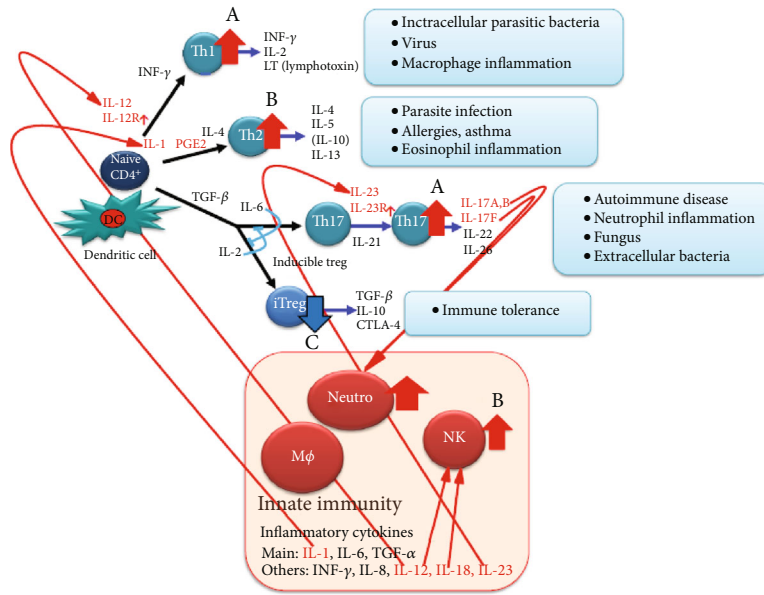 A
Th1
INF-γ
IL-2
LT (lymphotoxin)
• Inctracellular parasitic bacteria
• Virus
• Macrophage inflammation
INF-γ
IL-12
IL-12R↑
B
IL-1 PGE2
IL-4
Th2
IL-4
IL-5
(IL-10)
IL-13
• Parasite infection
• Allergies, asthma
• Eosinophil inflammation
Naive
CD4+
DC
Dendritic cell
TGF-β
IL-6
IL-2
Inducible treg
Th17
IL-23
IL-23R↑
IL-21
A
Th17
IL-17A,B
IL-17F
IL-22
IL-26
• Autoimmune disease
• Neutrophil inflammation
• Fungus
• Extracellular bacteria
iTreg
C
TGF-β
IL-10
CTLA-4
• Immune tolerance
Neutro
B
NK
Mϕ
Innate immunity
Inflammatory cytokines
Main: IL-1, IL-6, TGF-α
Others: INF-γ, IL-8, IL-12, IL-18, IL-23